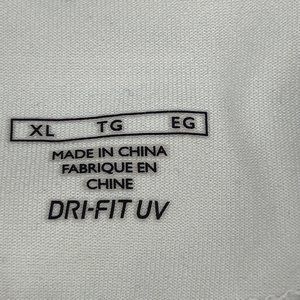 XL TG EG
MADE IN CHINA
FABRIQUE EN
CHINE
DRI-FIT UV